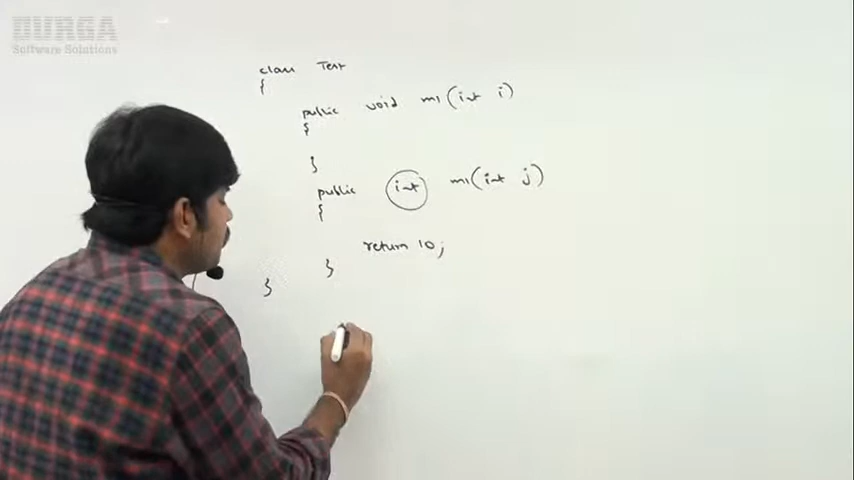 DURGA
Software Solutions
class Test
{
public void m1(int i)
{
}
public int m1(int j)
{
return 10;
}
}